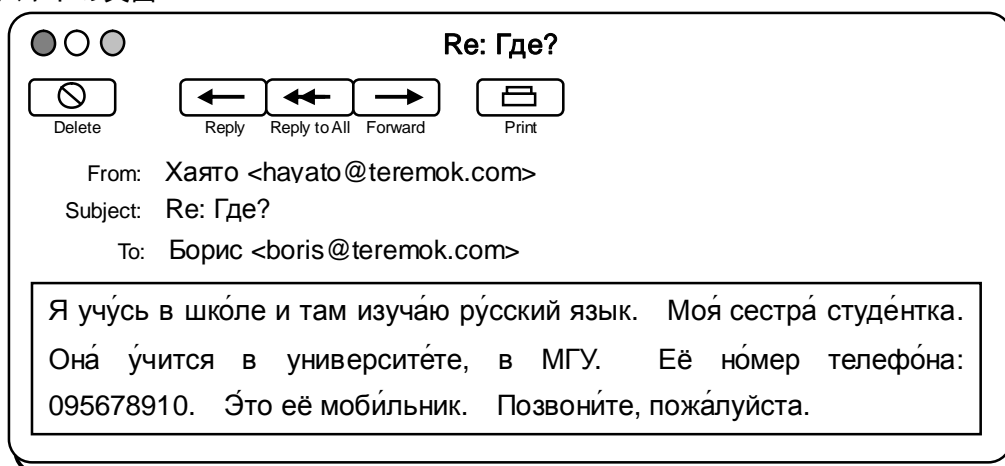 Re: Где?
Delete Reply Reply to All Forward Print
From: Хаято <hayato@teremok.com>
Subject: Re: Где?
To: Борис <boris@teremok.com>
Я учу́сь в шко́ле и там изуча́ю ру́сский язык. Моя́ сестра́ студе́нтка.
Она́ у́чится в университе́те, в МГУ. Её но́мер телефо́на:
095678910. Э́то её моби́льник. Позвони́те, пожа́луйста.